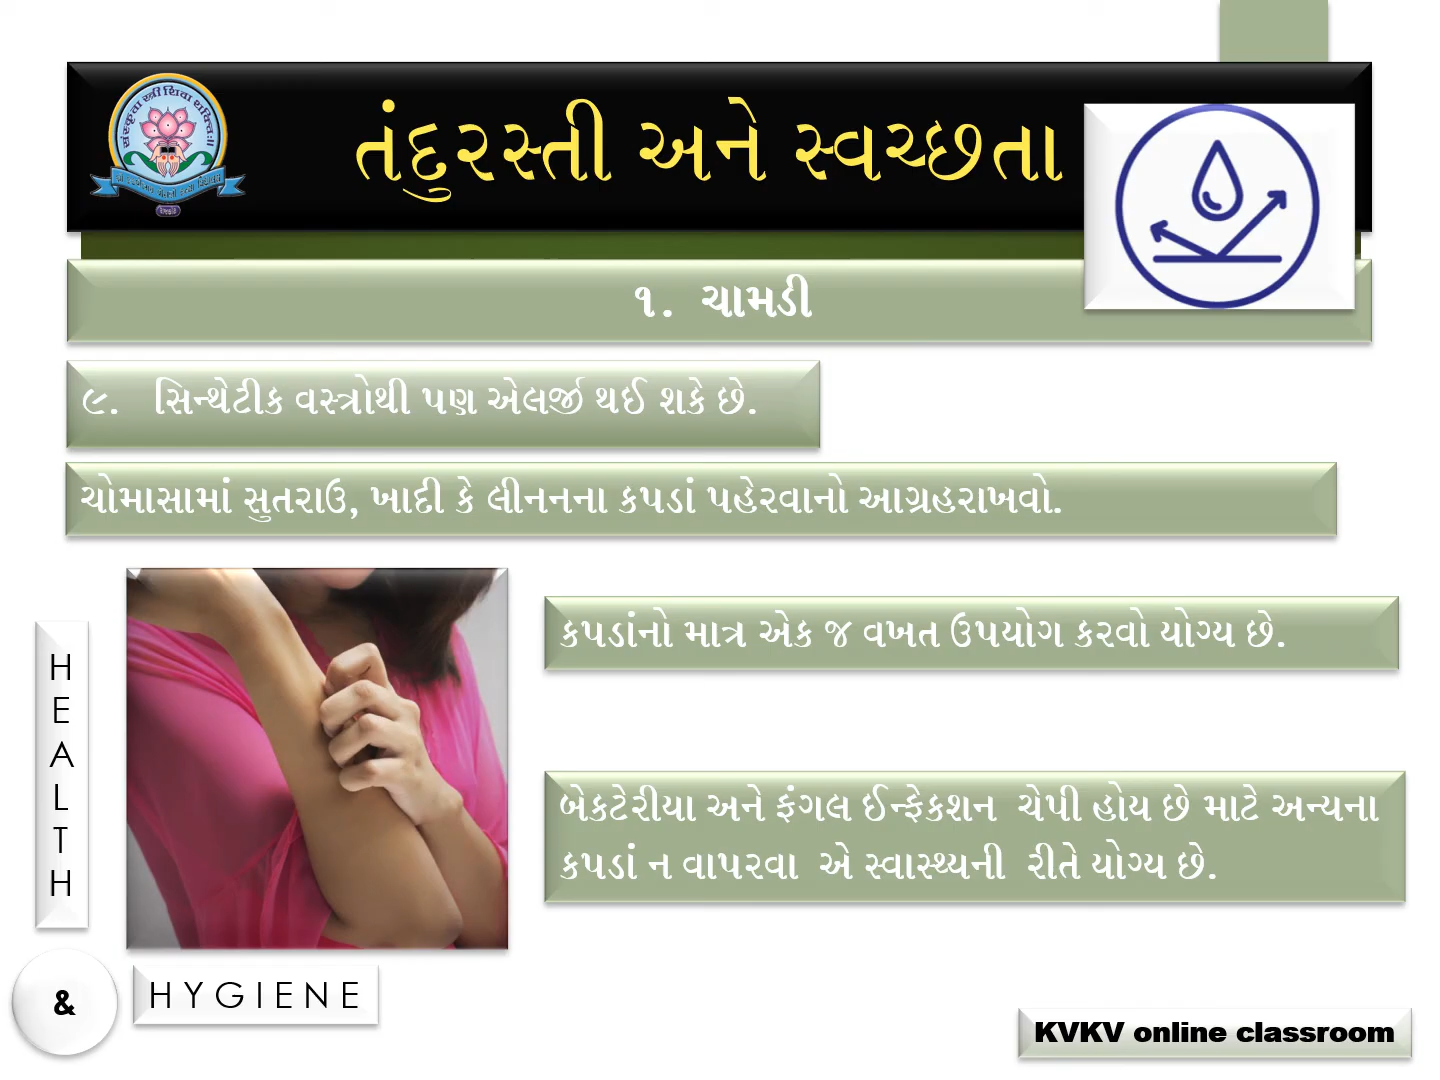 સંસ્કૃતા સ્ત્રી શિવા શક્તિઃ॥
તંદુરસ્તી અને સ્વચ્છતા
૧. ચામડી
૯. સિન્થેટીક વસ્ત્રોથી પણ એલર્જી થઈ શકે છે.
ચોમાસામાં સુતરાઉ, ખાદી કે લીનનના કપડાં પહેરવાનો આગ્રહરાખવો.
કપડાંનો માત્ર એક જ વખત ઉપયોગ કરવો યોગ્ય છે.
બેકટેરીયા અને ફંગલ ઈન્ફેકશન ચેપી હોય છે માટે અન્યના
કપડાં ન વાપરવા એ સ્વાસ્થ્યની રીતે યોગ્ય છે.
HEALTH
&
HYGIENE
KVKV online classroom